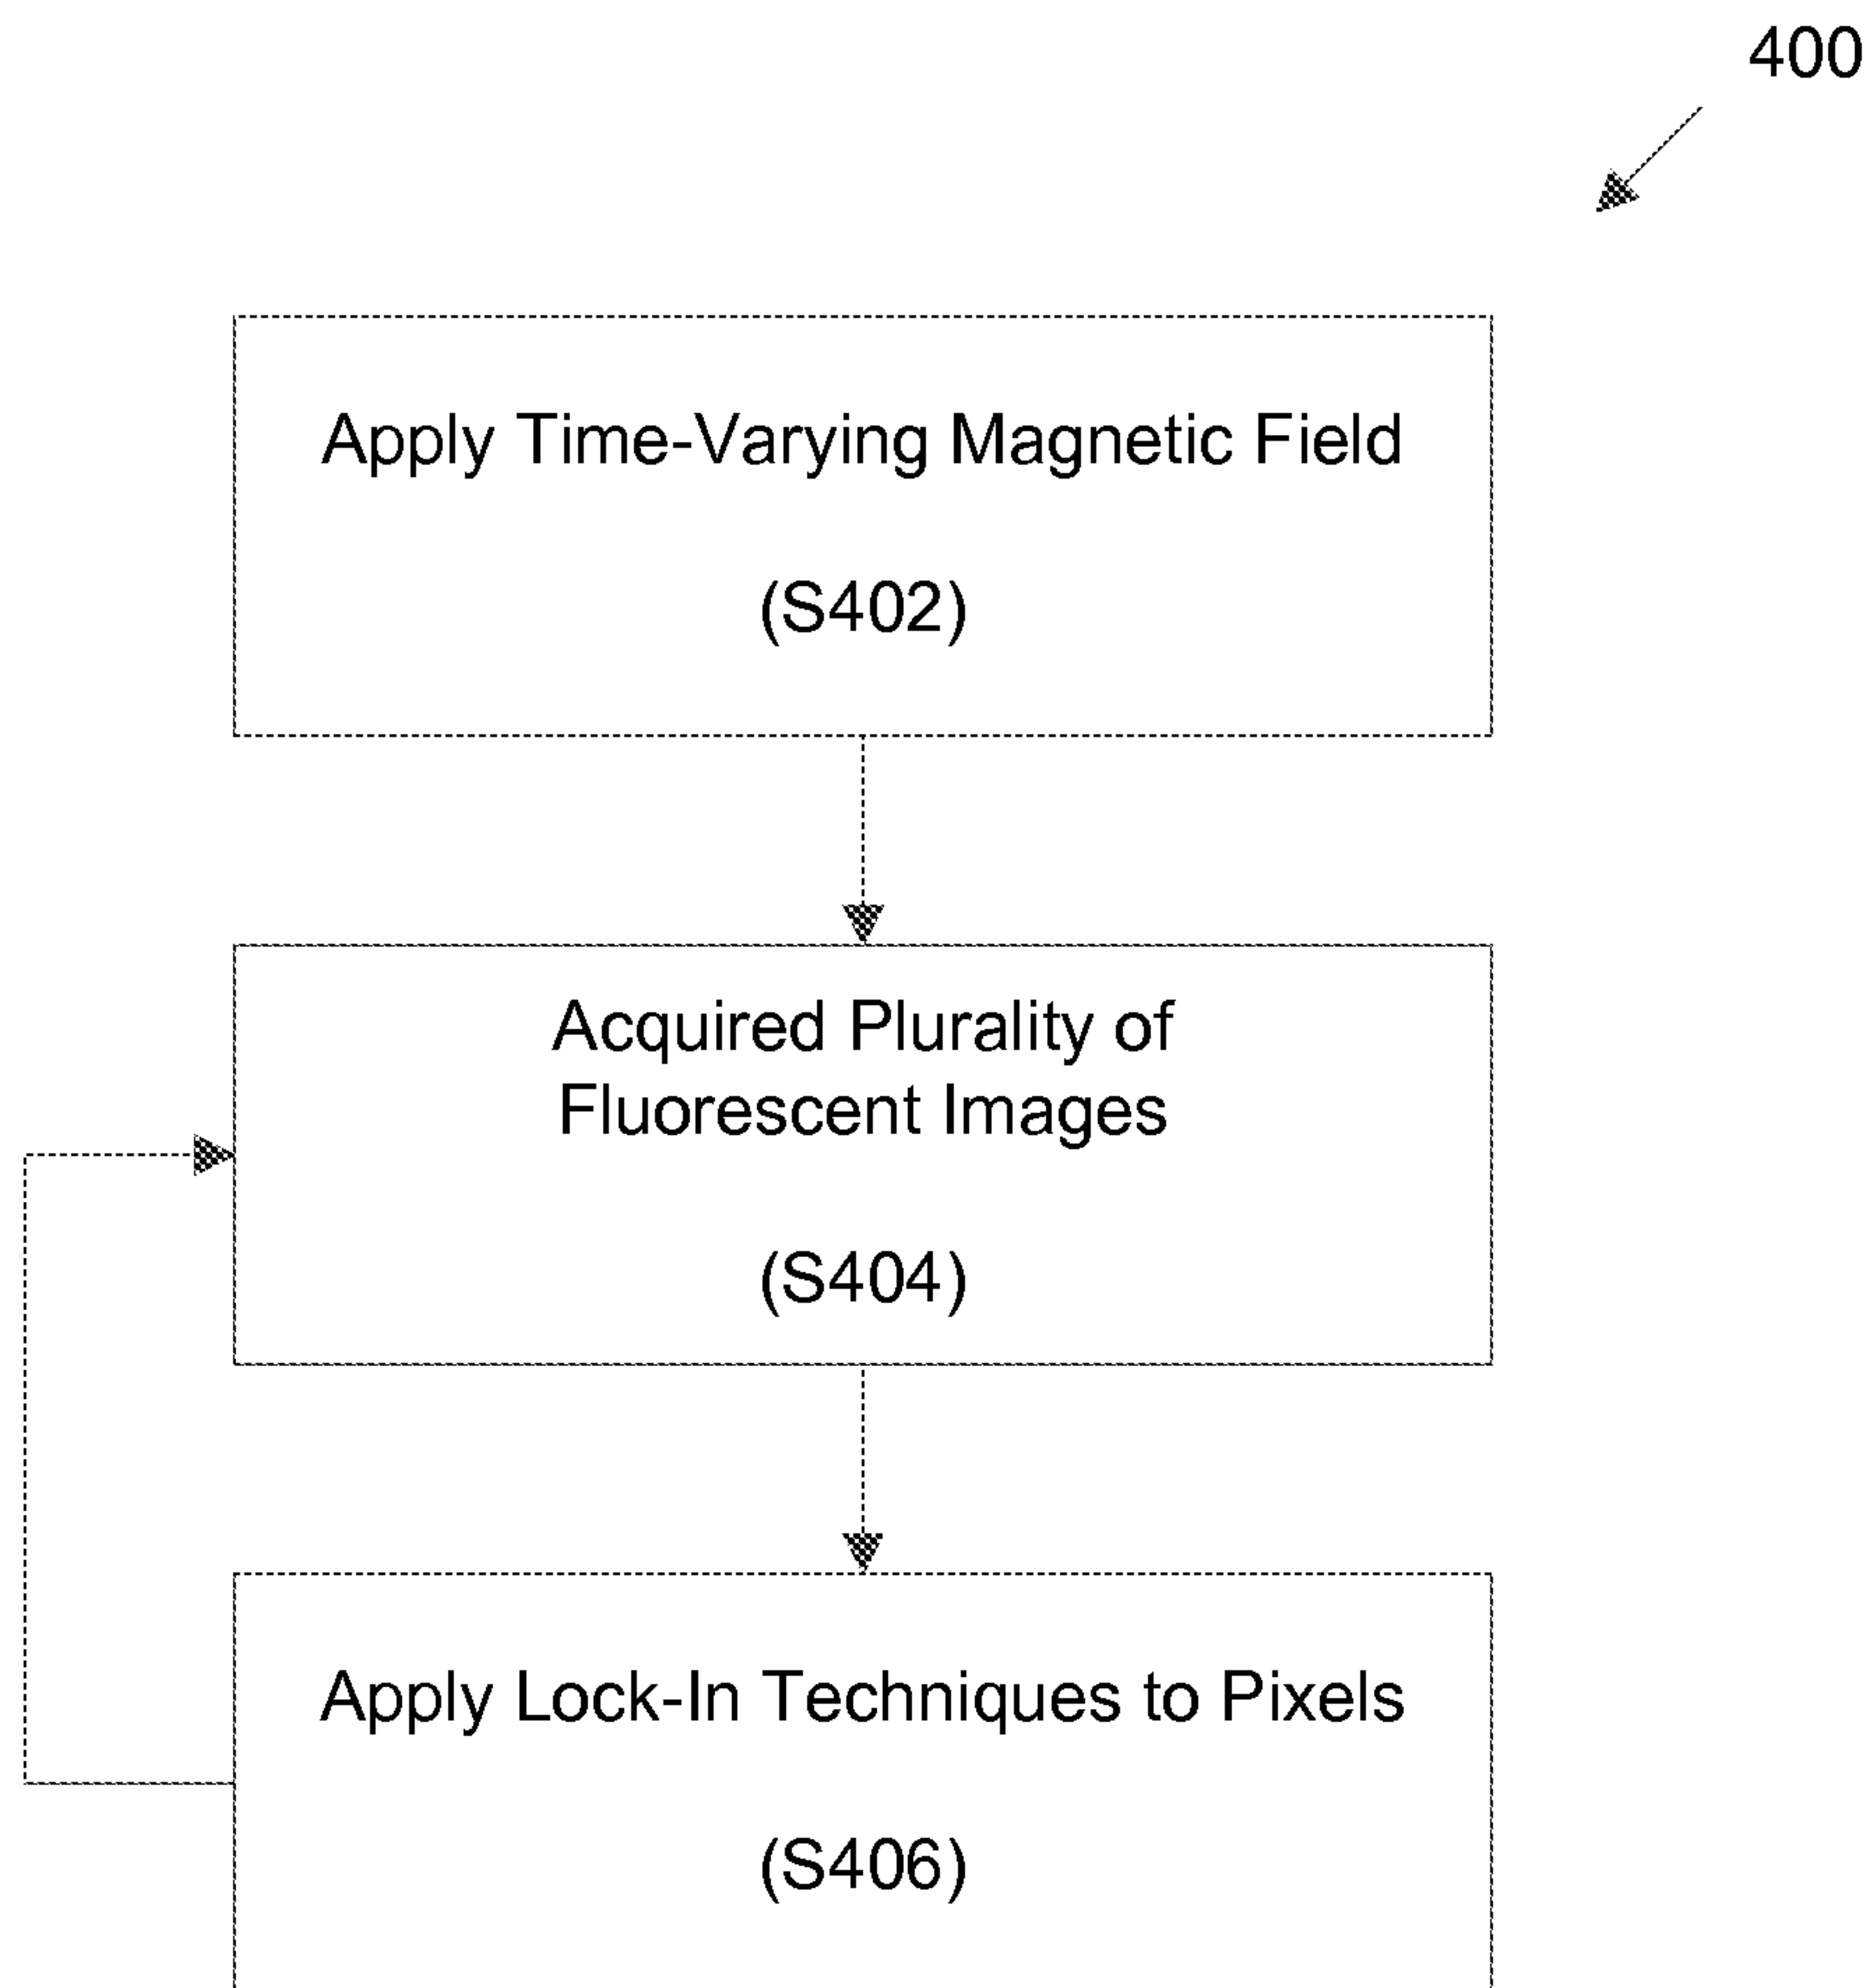 400
Apply Time-Varying Magnetic Field
(S402)
Acquired Plurality of
Fluorescent Images
(S404)
Apply Lock-In Techniques to Pixels
(S406)